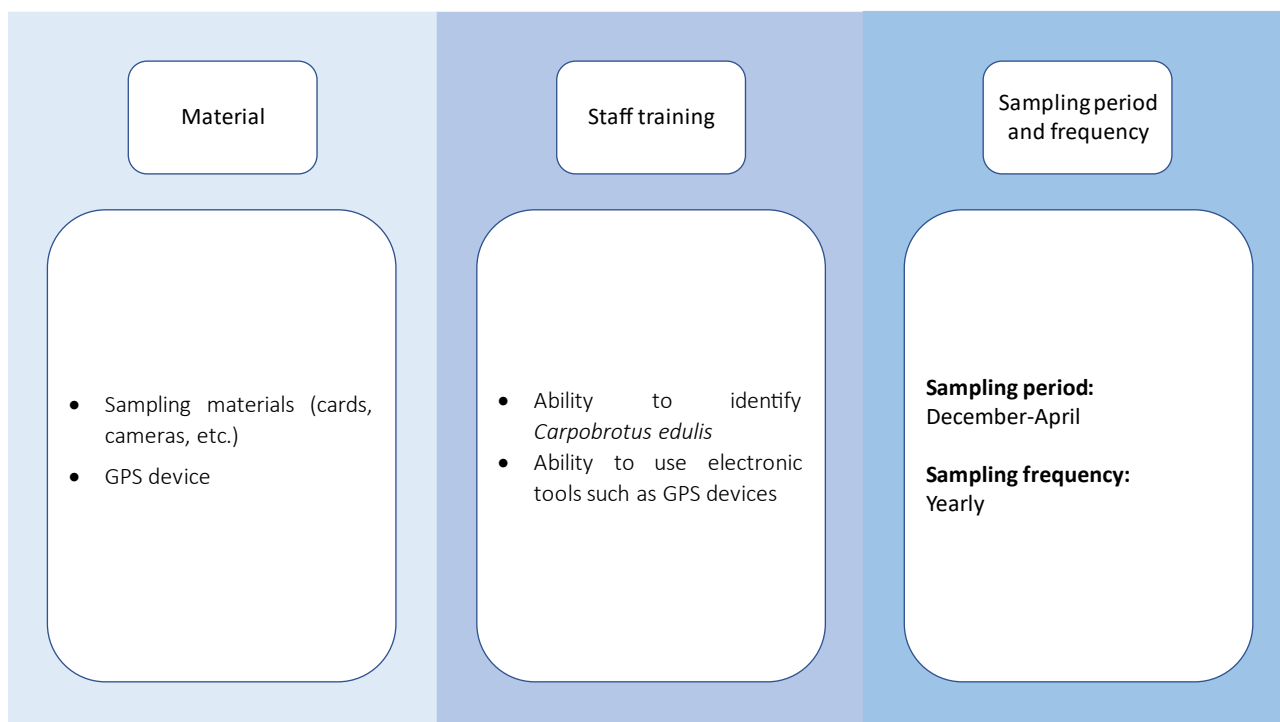 Material
Sampling materials (cards,
cameras, etc.)
GPS device
Staff training
Ability to identify
Carpobrotus edulis
Ability to use electronic
tools such as GPS devices
Sampling period
and frequency
Sampling period:
December-April
Sampling frequency:
Yearly